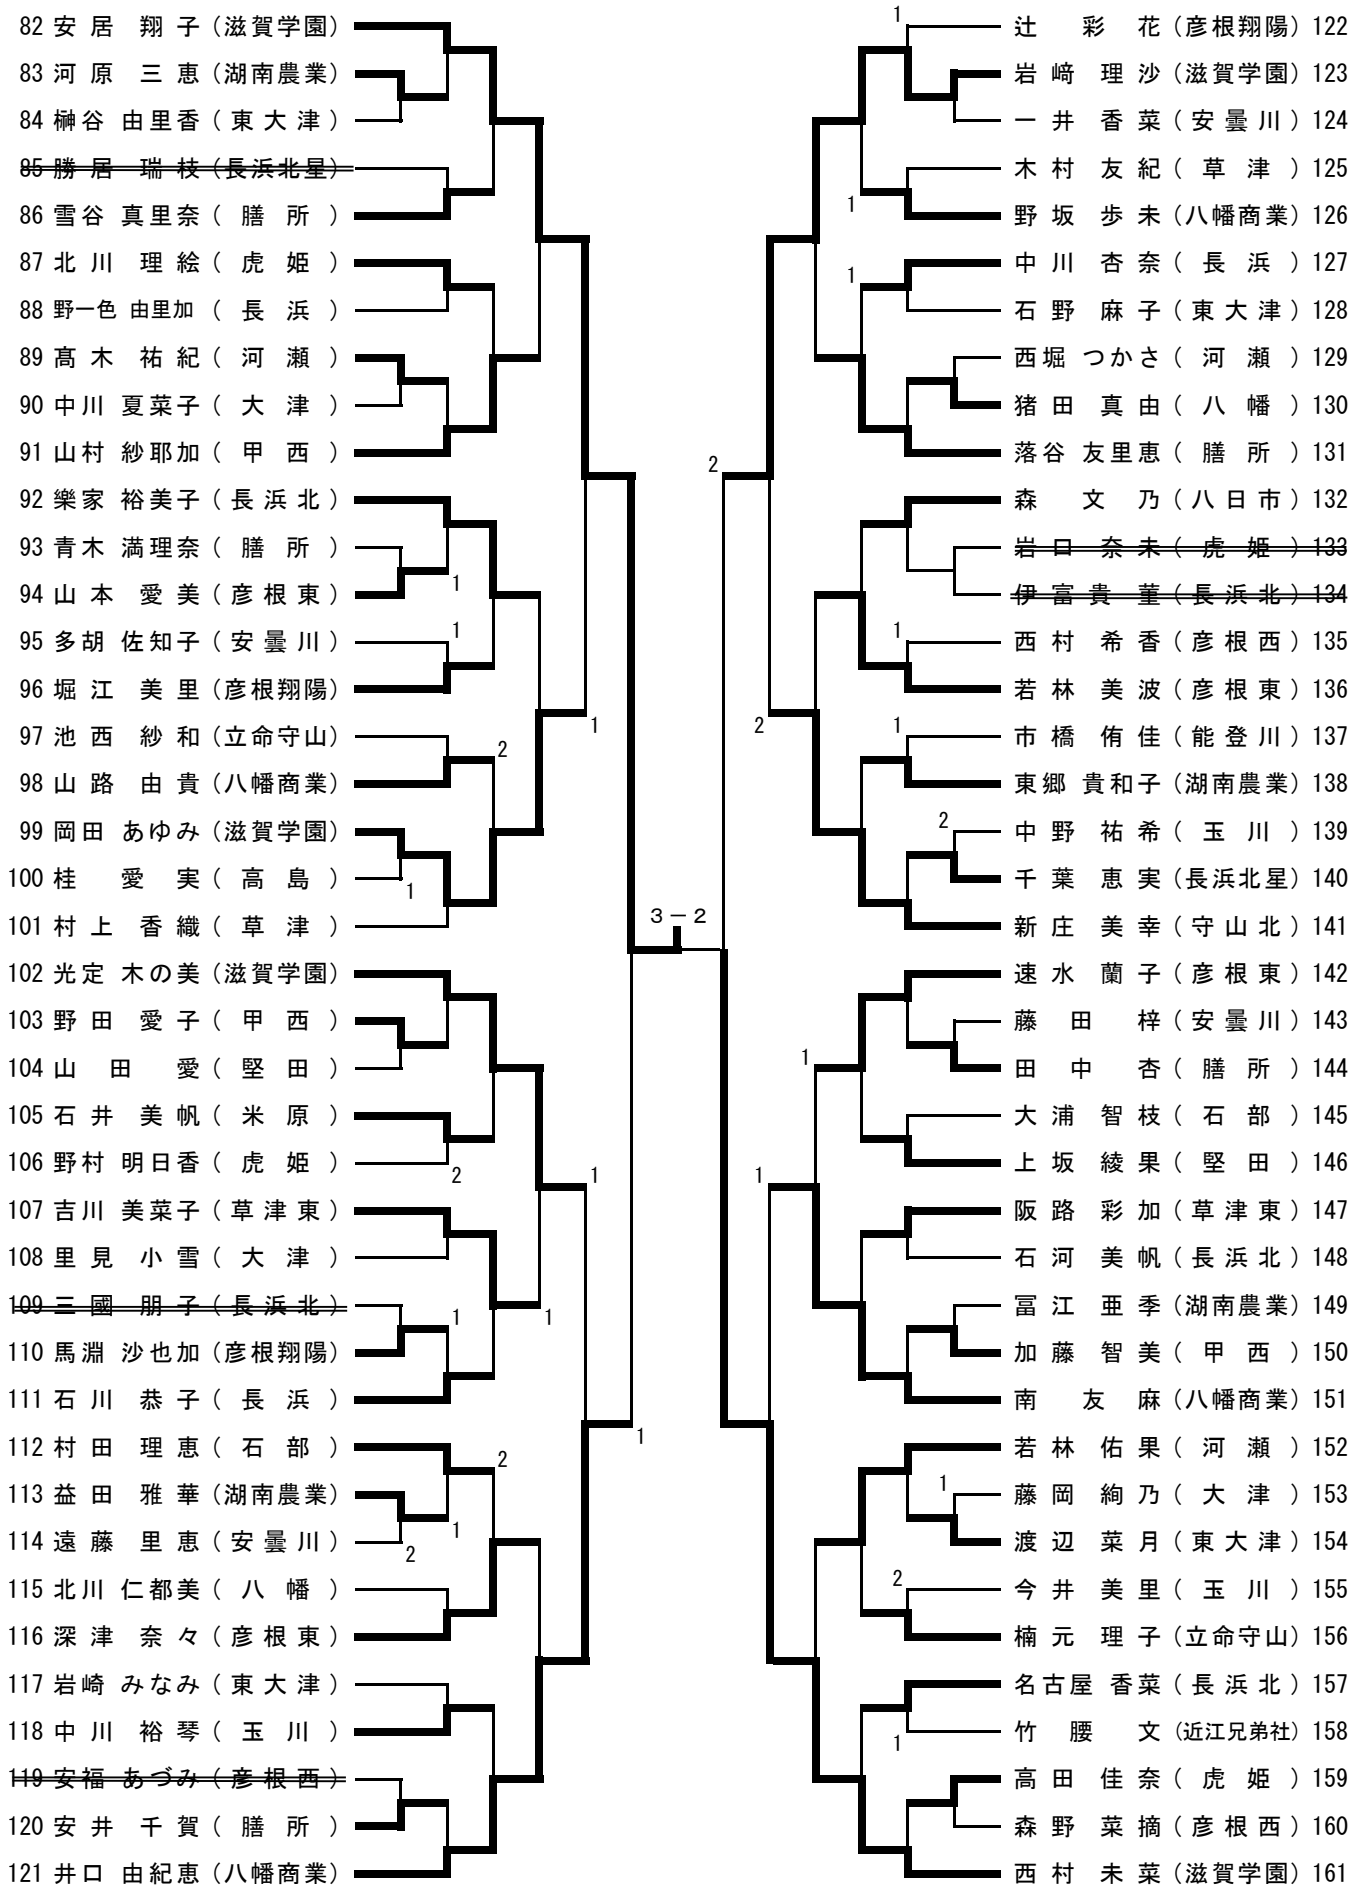 82 安居 翔子 (滋賀学園)
83 河原 三恵 (湖南農業)
84 榊谷 由里香 (東大津)
85 勝居 瑞枝 (長浜北星)
86 雪谷 真里奈 (膳所)
87 北川 理絵 (虎姫)
88 野一色 由里加 (長浜)
89 髙木 祐紀 (河瀬)
90 中川 夏菜子 (大津)
91 山村 紗耶加 (甲西)
92 樂家 裕美子 (長浜北)
93 青木 満理奈 (膳所)
94 山本 愛美 (彦根東)
1
95 多胡 佐知子 (安曇川)
1
96 堀江 美里 (彦根翔陽)
97 池西 紗和 (立命守山)
2
1
98 山路 由貴 (八幡商業)
99 岡田 あゆみ (滋賀学園)
100 桂 愛実 (高島)
1
101 村上 香織 (草津)
102 光定 木の美 (滋賀学園)
103 野田 愛子 (甲西)
104 山田 愛 (堅田)
105 石井 美帆 (米原)
106 野村 明日香 (虎姫)
2
1
107 吉川 美菜子 (草津東)
108 里見 小雪 (大津)
109 三國 朋子 (長浜北)
1
1
110 馬淵 沙也加 (彦根翔陽)
111 石川 恭子 (長浜)
112 村田 理恵 (石部)
2
1
113 益田 雅華 (湖南農業)
1
114 遠藤 里恵 (安曇川)
2
115 北川 仁都美 (八幡)
116 深津 奈々 (彦根東)
117 岩崎 みなみ (東大津)
118 中川 裕琴 (玉川)
119 安福 あづみ (彦根西)
120 安井 千賀 (膳所)
121 井口 由紀恵 (八幡商業)
3－2
1
辻 彩花 (彦根翔陽) 122
岩﨑 理沙 (滋賀学園) 123
一井 香菜 (安曇川) 124
木村 友紀 (草津) 125
1
野坂 歩未 (八幡商業) 126
1
中川 杏奈 (長浜) 127
石野 麻子 (東大津) 128
西堀 つかさ (河瀬) 129
猪田 真由 (八幡) 130
落谷 友里恵 (膳所) 131
2
森 文乃 (八日市) 132
岩口 奈未 (虎姫) 133
伊富貴 菫 (長浜北) 134
1
西村 希香 (彦根西) 135
若林 美波 (彦根東) 136
2
1
市橋 侑佳 (能登川) 137
東郷 貴和子 (湖南農業) 138
2
中野 祐希 (玉川) 139
千葉 恵実 (長浜北星) 140
新庄 美幸 (守山北) 141
速水 蘭子 (彦根東) 142
藤田 梓 (安曇川) 143
1
田中 杏 (膳所) 144
大浦 智枝 (石部) 145
上坂 綾果 (堅田) 146
1
阪路 彩加 (草津東) 147
石河 美帆 (長浜北) 148
冨江 亜季 (湖南農業) 149
加藤 智美 (甲西) 150
南 友麻 (八幡商業) 151
若林 佑果 (河瀬) 152
1
藤岡 絢乃 (大津) 153
渡辺 菜月 (東大津) 154
2
今井 美里 (玉川) 155
楠元 理子 (立命守山) 156
名古屋 香菜 (長浜北) 157
1
竹腰 文 (近江兄弟社) 158
高田 佳奈 (虎姫) 159
森野 菜摘 (彦根西) 160
西村 未菜 (滋賀学園) 161